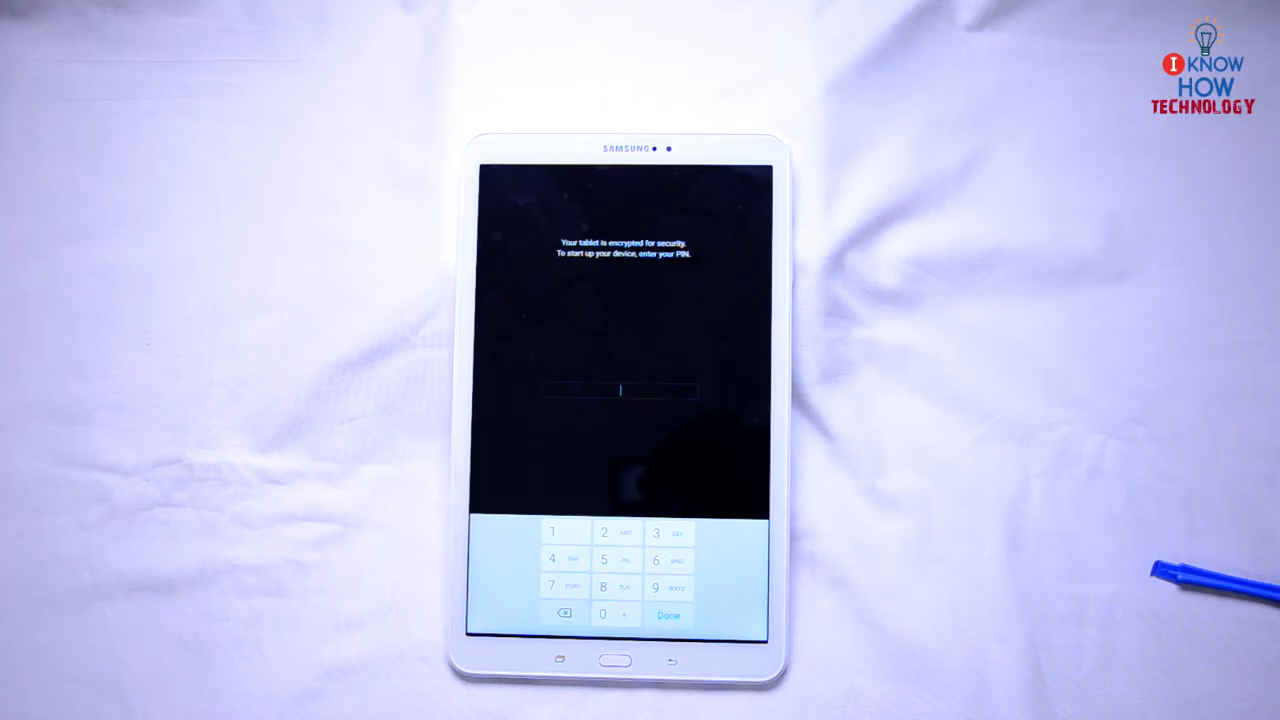 I KNOW
HOW
TECHNOLOGY
SAMSUNG
Your tablet is encrypted for security.
To start up your device, enter your PIN.
1
2 ABC
3 DEF
4 GHI
5 JKL
6 MNO
7 PQRS
8 TUV
9 WXYZ
0 +
Done